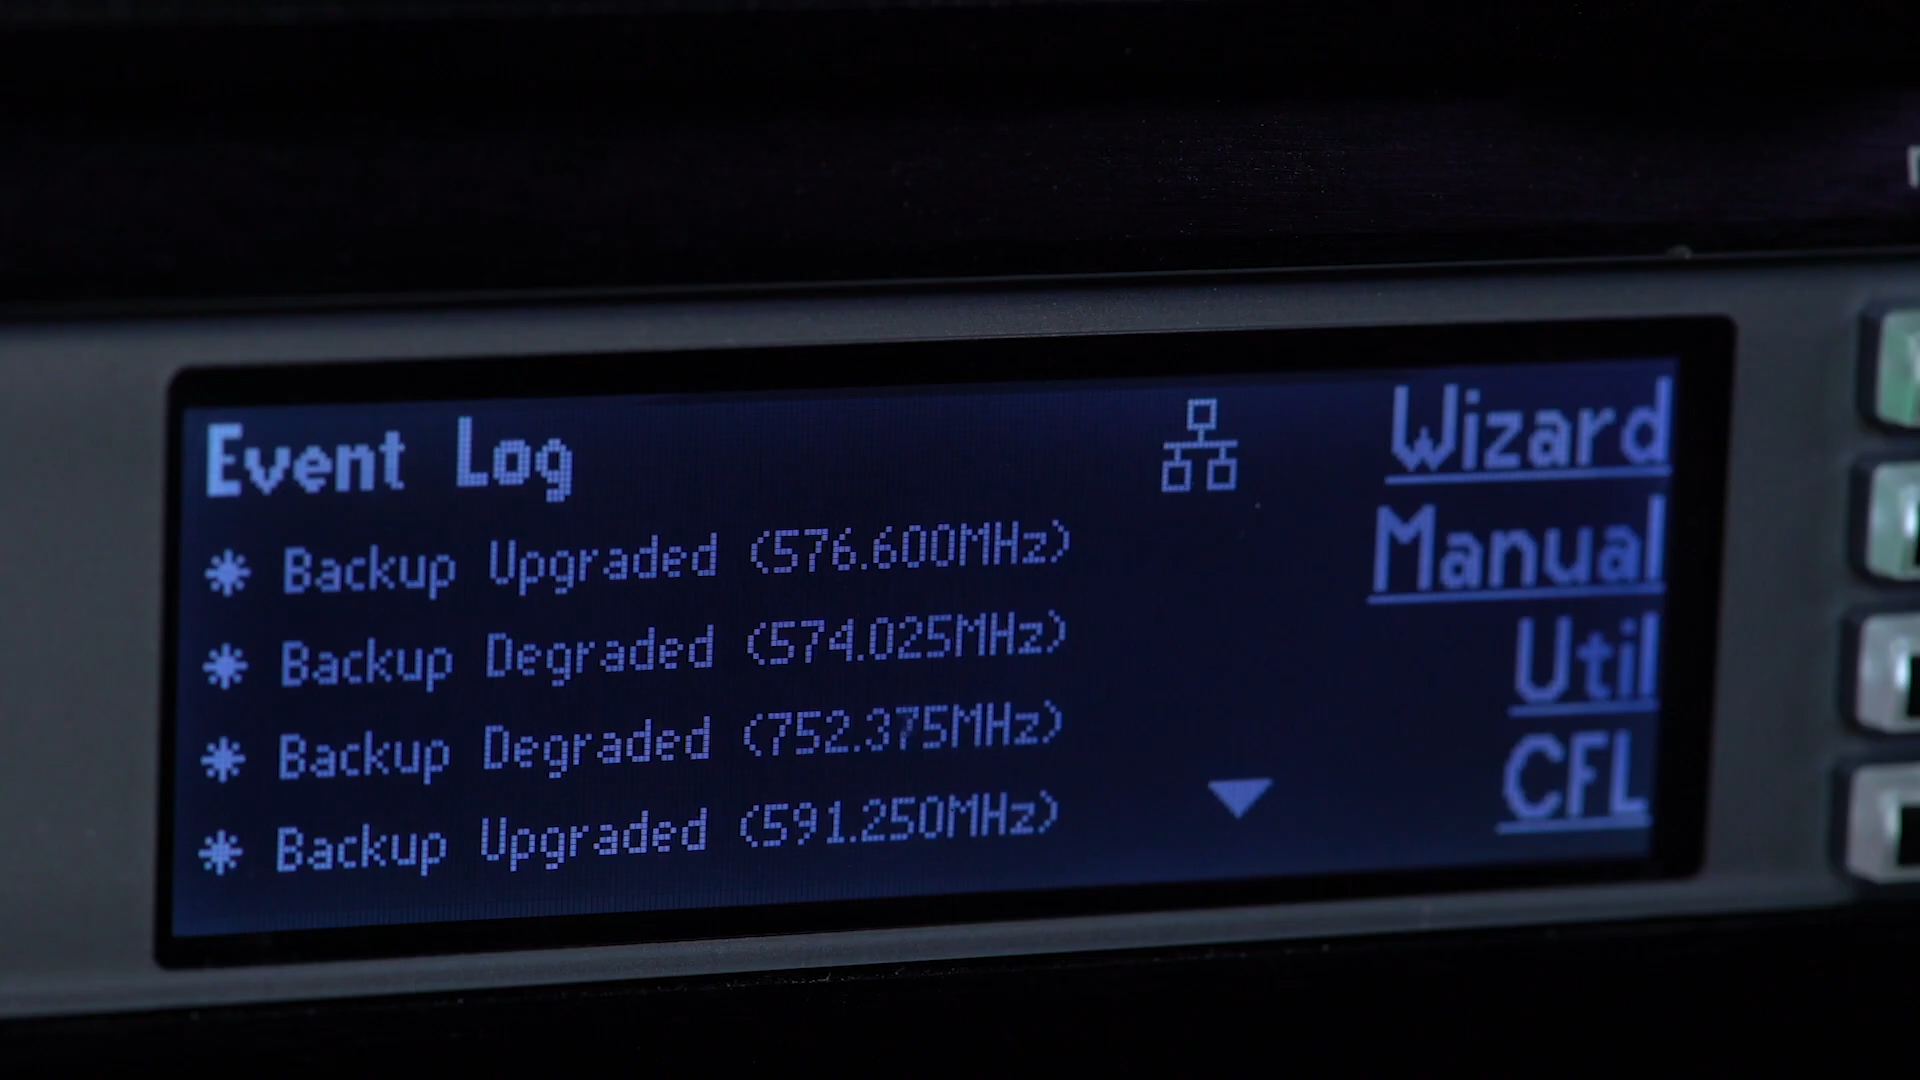 Event Log
* Backup Upgraded (576.600MHz)
* Backup Degraded (574.025MHz)
* Backup Degraded (752.375MHz)
* Backup Upgraded (591.250MHz)
Wizard
Manual
Util
CFL